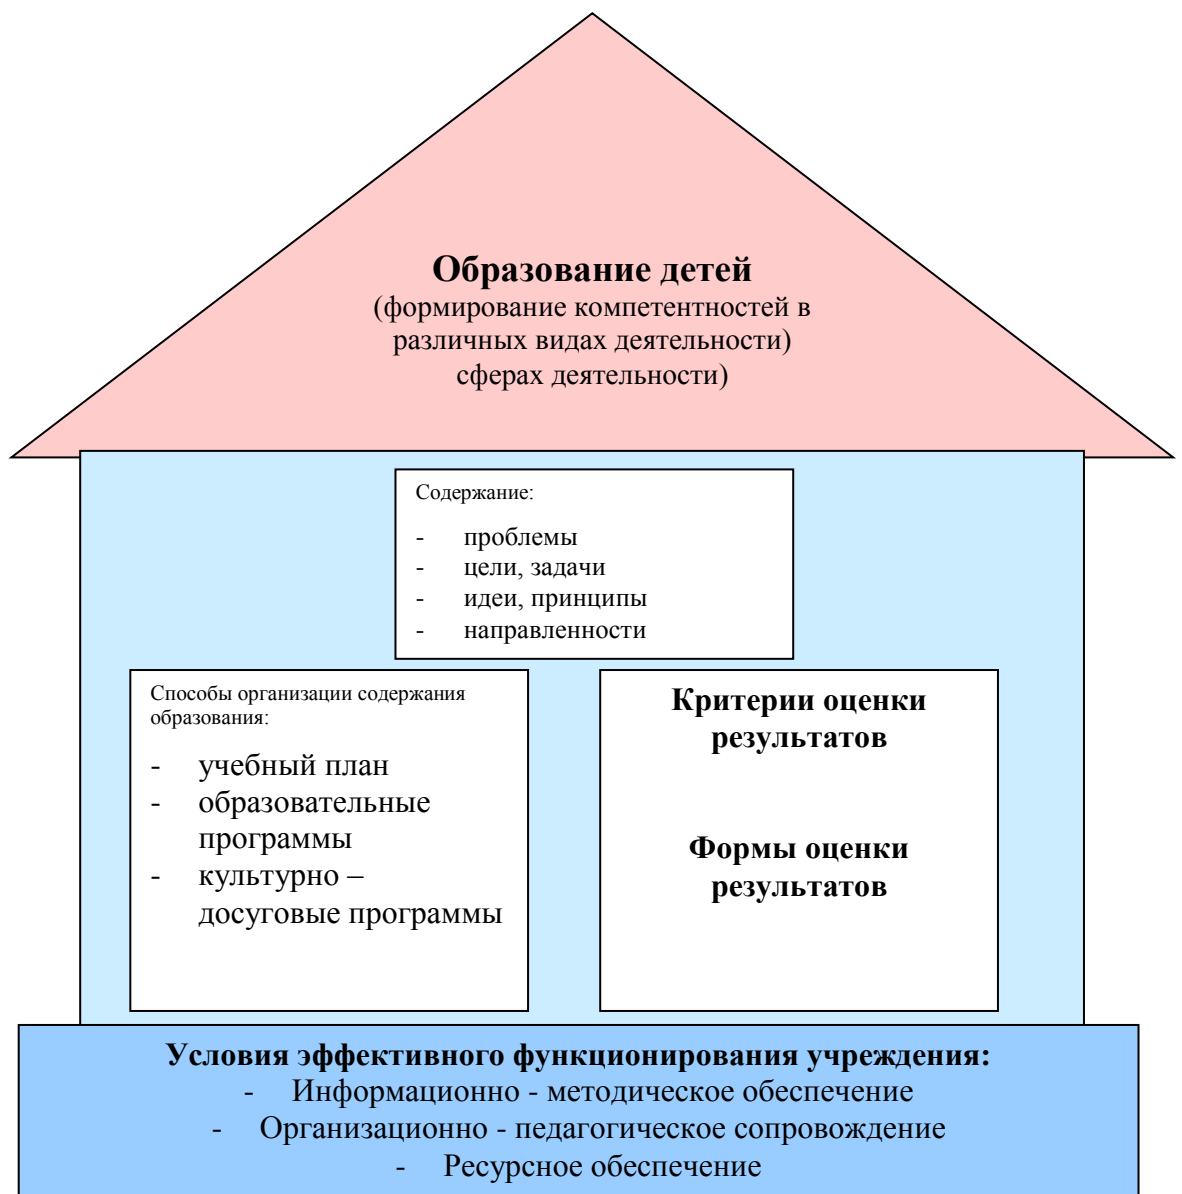 Образование детей
(формирование компетентностей в
различных видах деятельности)
сферах деятельности)
Содержание:
- проблемы
- цели, задачи
- идеи, принципы
- направленности
Способы организации содержания
образования:
- учебный план
- образовательные
программы
- культурно –
досуговые программы
Критерии оценки
результатов
Формы оценки
результатов
Условия эффективного функционирования учреждения:
- Информационно - методическое обеспечение
- Организационно - педагогическое сопровождение
- Ресурсное обеспечение